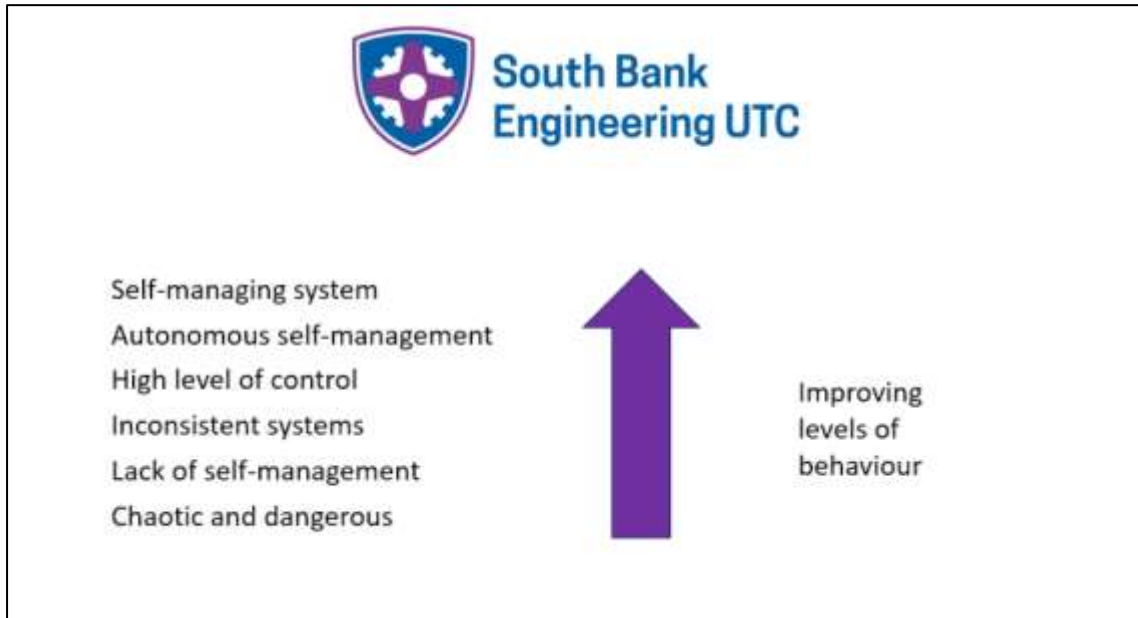 South Bank
Engineering UTC
Self-managing system
Autonomous self-management
High level of control
Inconsistent systems
Lack of self-management
Chaotic and dangerous
Improving
levels of
behaviour